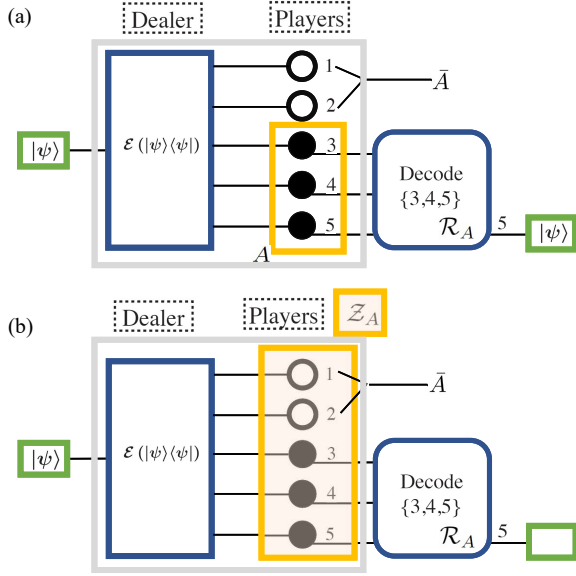 (a)
Dealer
Players
1
2
Ā
|ψ⟩
ℰ (|ψ⟩⟨ψ|)
3
4
5
A
Decode
{3,4,5}
ℛ_A
5
|ψ⟩
(b)
Dealer
Players
𝒵_A
1
2
Ā
|ψ⟩
ℰ (|ψ⟩⟨ψ|)
3
4
5
Decode
{3,4,5}
ℛ_A
5